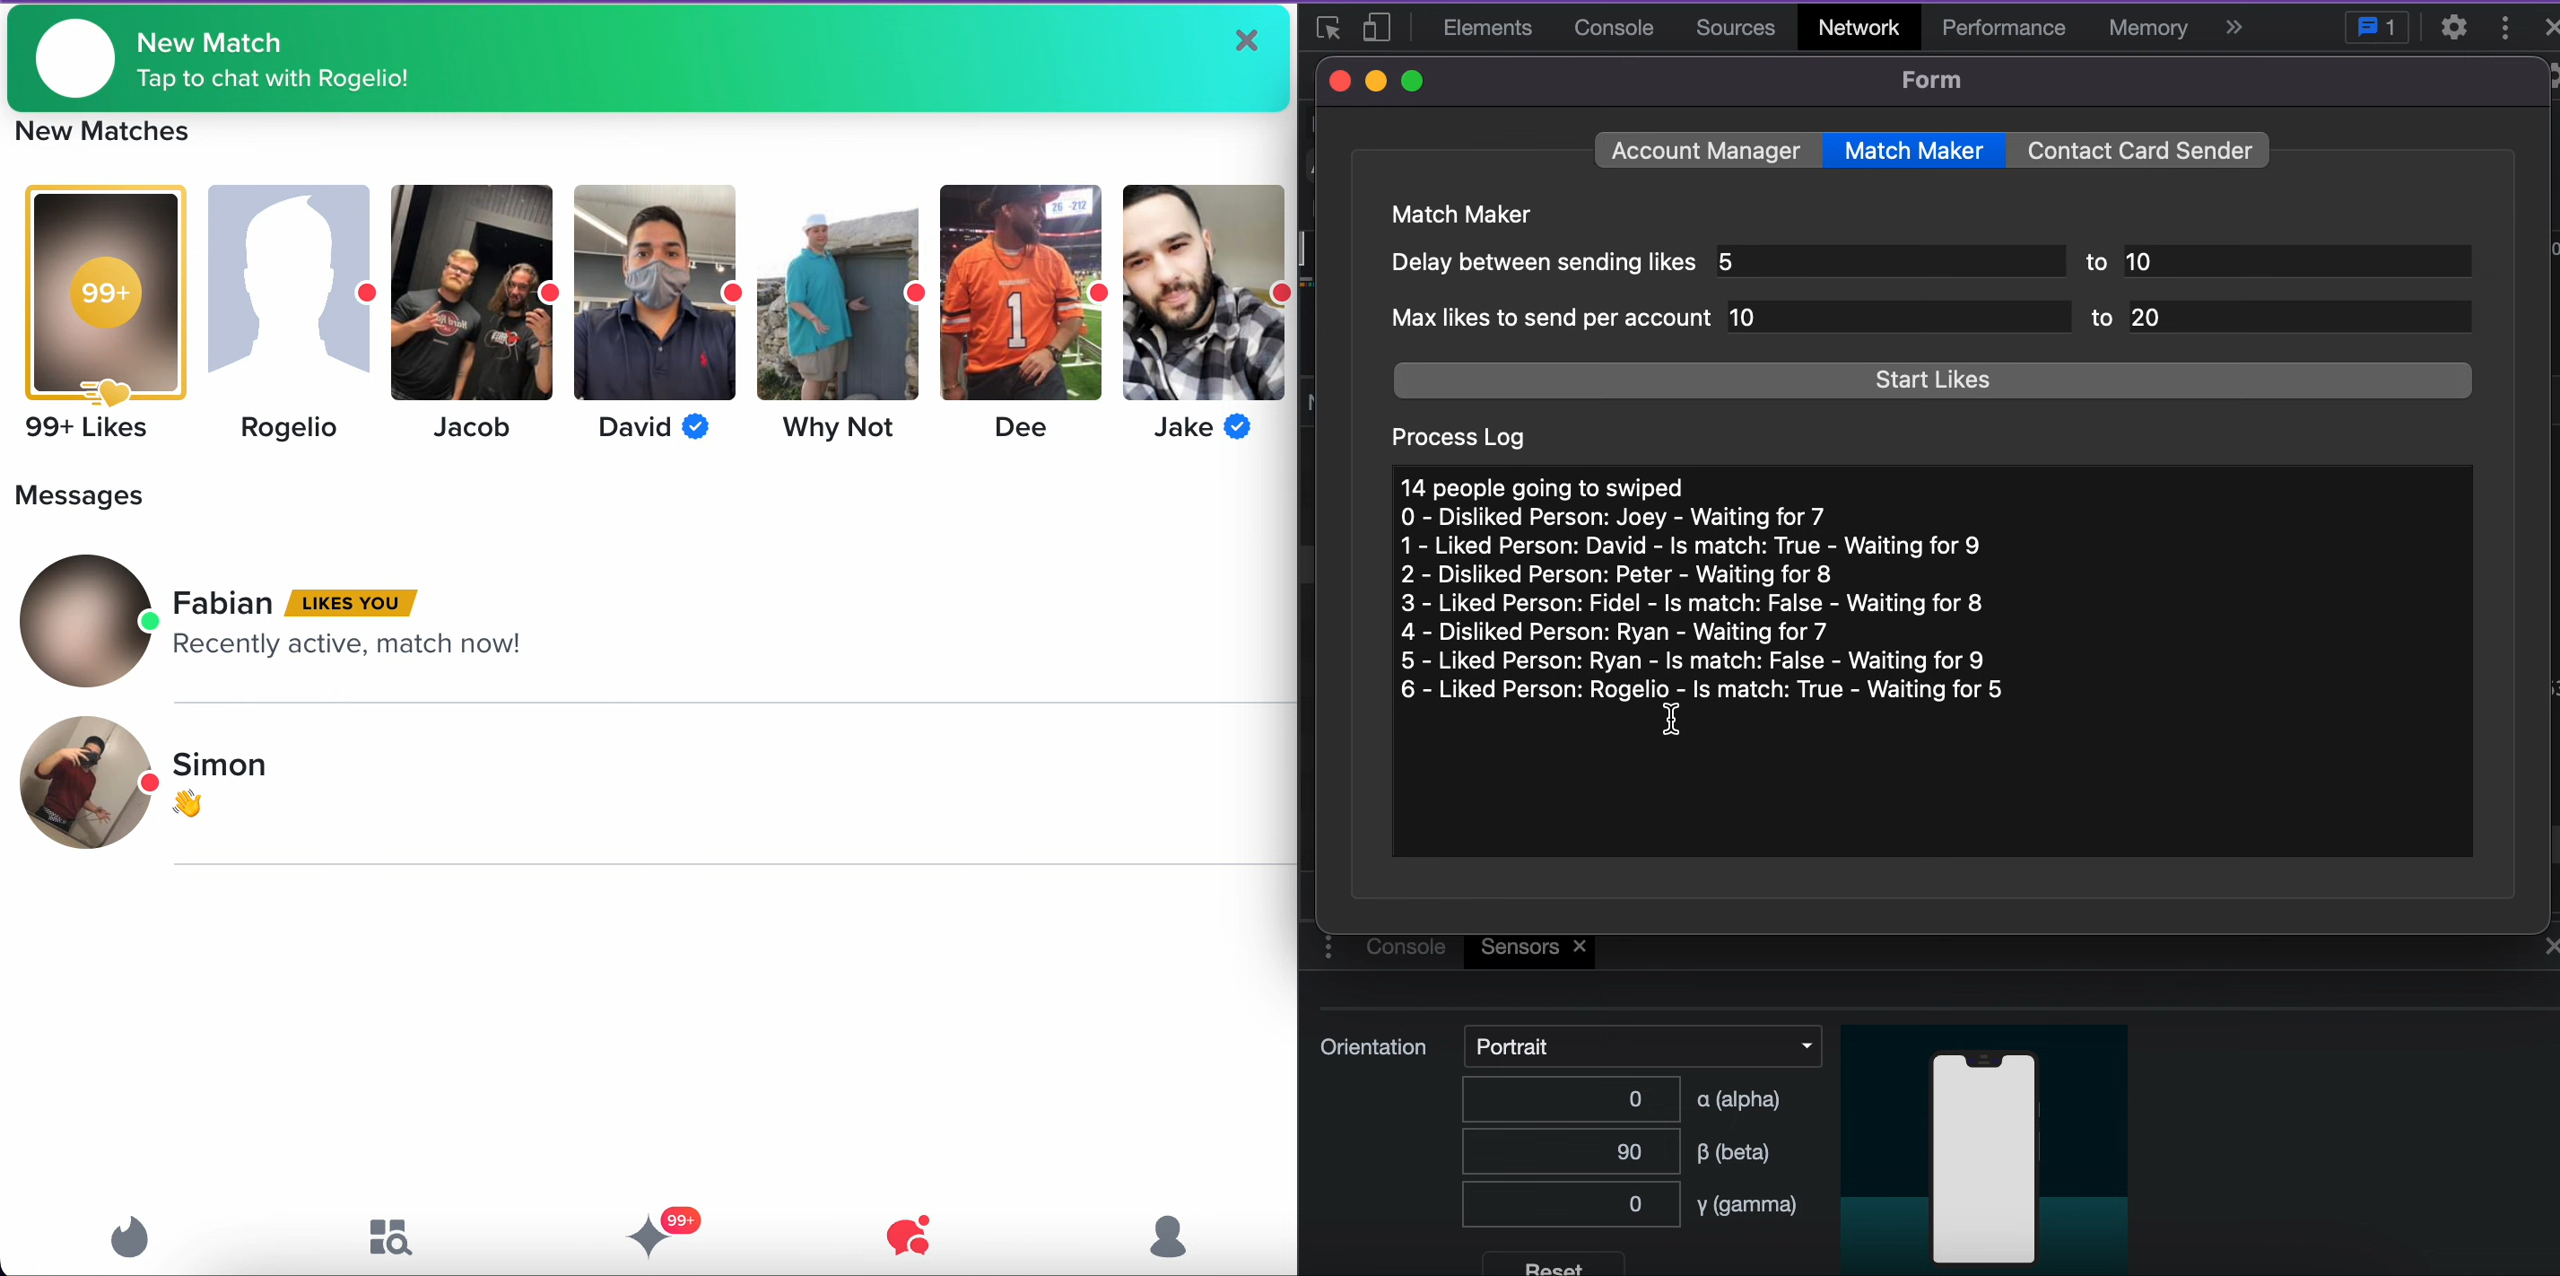 New Match
Tap to chat with Rogelio!
New Matches
99+
99+ Likes
Rogelio
Jacob
David
Why Not
26 -212
1
Dee
Jake
Messages
Fabian LIKES YOU
Recently active, match now!
Simon
99+
Elements Console Sources Network Performance Memory » 1
Form
Account Manager Match Maker Contact Card Sender
Match Maker
Delay between sending likes 5 to 10
Max likes to send per account 10 to 20
Start Likes
Process Log
14 people going to swiped
0 - Disliked Person: Joey - Waiting for 7
1 - Liked Person: David - Is match: True - Waiting for 9
2 - Disliked Person: Peter - Waiting for 8
3 - Liked Person: Fidel - Is match: False - Waiting for 8
4 - Disliked Person: Ryan - Waiting for 7
5 - Liked Person: Ryan - Is match: False - Waiting for 9
6 - Liked Person: Rogelio - Is match: True - Waiting for 5
Console Sensors
Orientation Portrait
0 α (alpha)
90 β (beta)
0 γ (gamma)
Reset